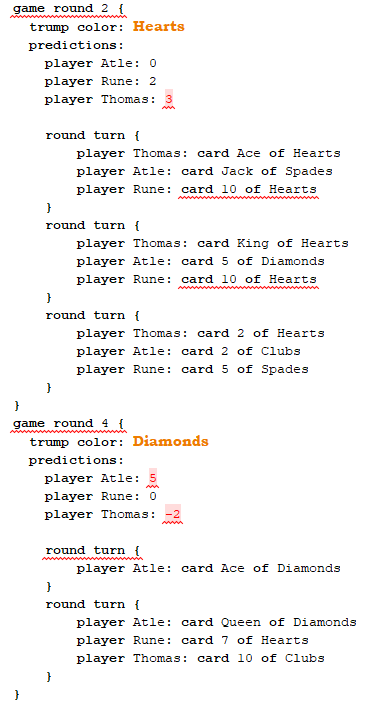 game round 2 {
trump color: Hearts
predictions:
player Atle: 0
player Rune: 2
player Thomas: 3
round turn {
player Thomas: card Ace of Hearts
player Atle: card Jack of Spades
player Rune: card 10 of Hearts
}
round turn {
player Thomas: card King of Hearts
player Atle: card 5 of Diamonds
player Rune: card 10 of Hearts
}
round turn {
player Thomas: card 2 of Hearts
player Atle: card 2 of Clubs
player Rune: card 5 of Spades
}
}
game round 4 {
trump color: Diamonds
predictions:
player Atle: 5
player Rune: 0
player Thomas: -2
round turn {
player Atle: card Ace of Diamonds
}
round turn {
player Atle: card Queen of Diamonds
player Rune: card 7 of Hearts
player Thomas: card 10 of Clubs
}
}